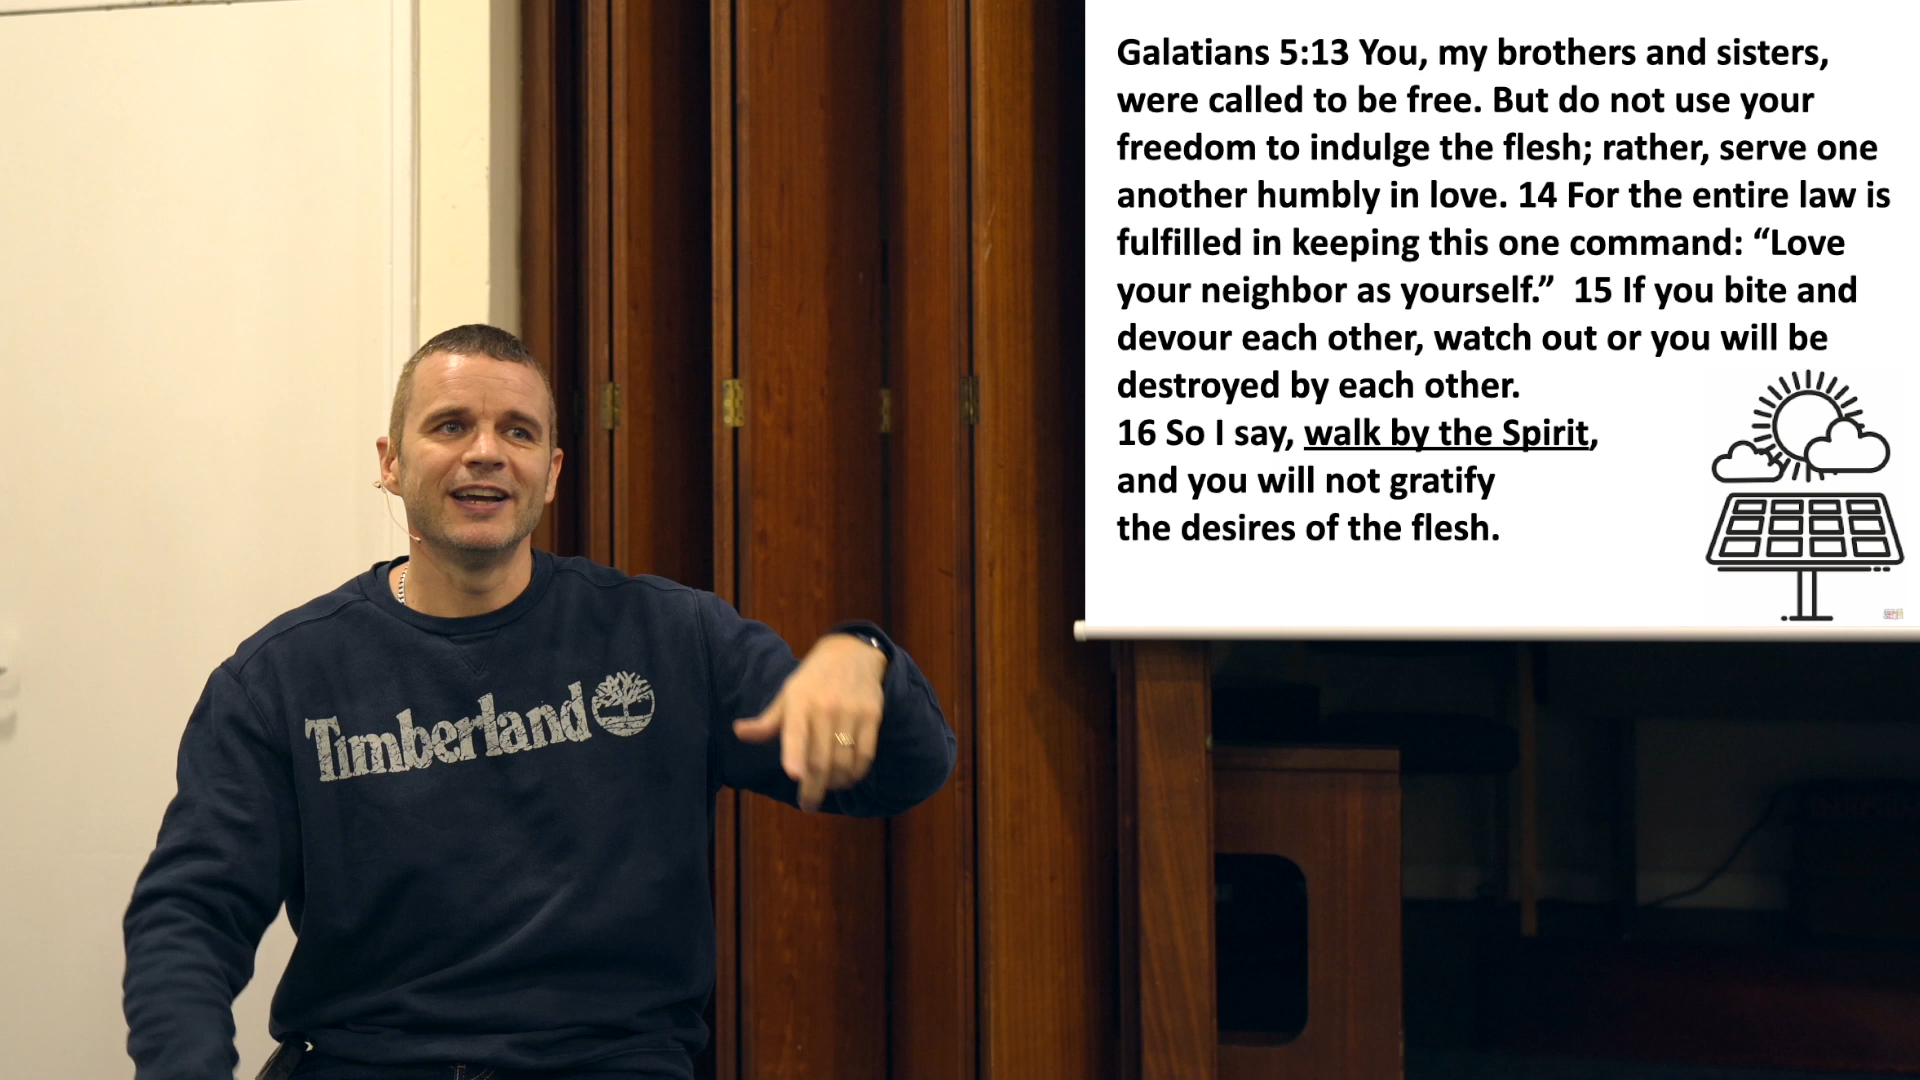 Galatians 5:13 You, my brothers and sisters,
were called to be free. But do not use your
freedom to indulge the flesh; rather, serve one
another humbly in love. 14 For the entire law is
fulfilled in keeping this one command: “Love
your neighbor as yourself.”  15 If you bite and
devour each other, watch out or you will be
destroyed by each other.
16 So I say, walk by the Spirit,
and you will not gratify
the desires of the flesh.
Timberland